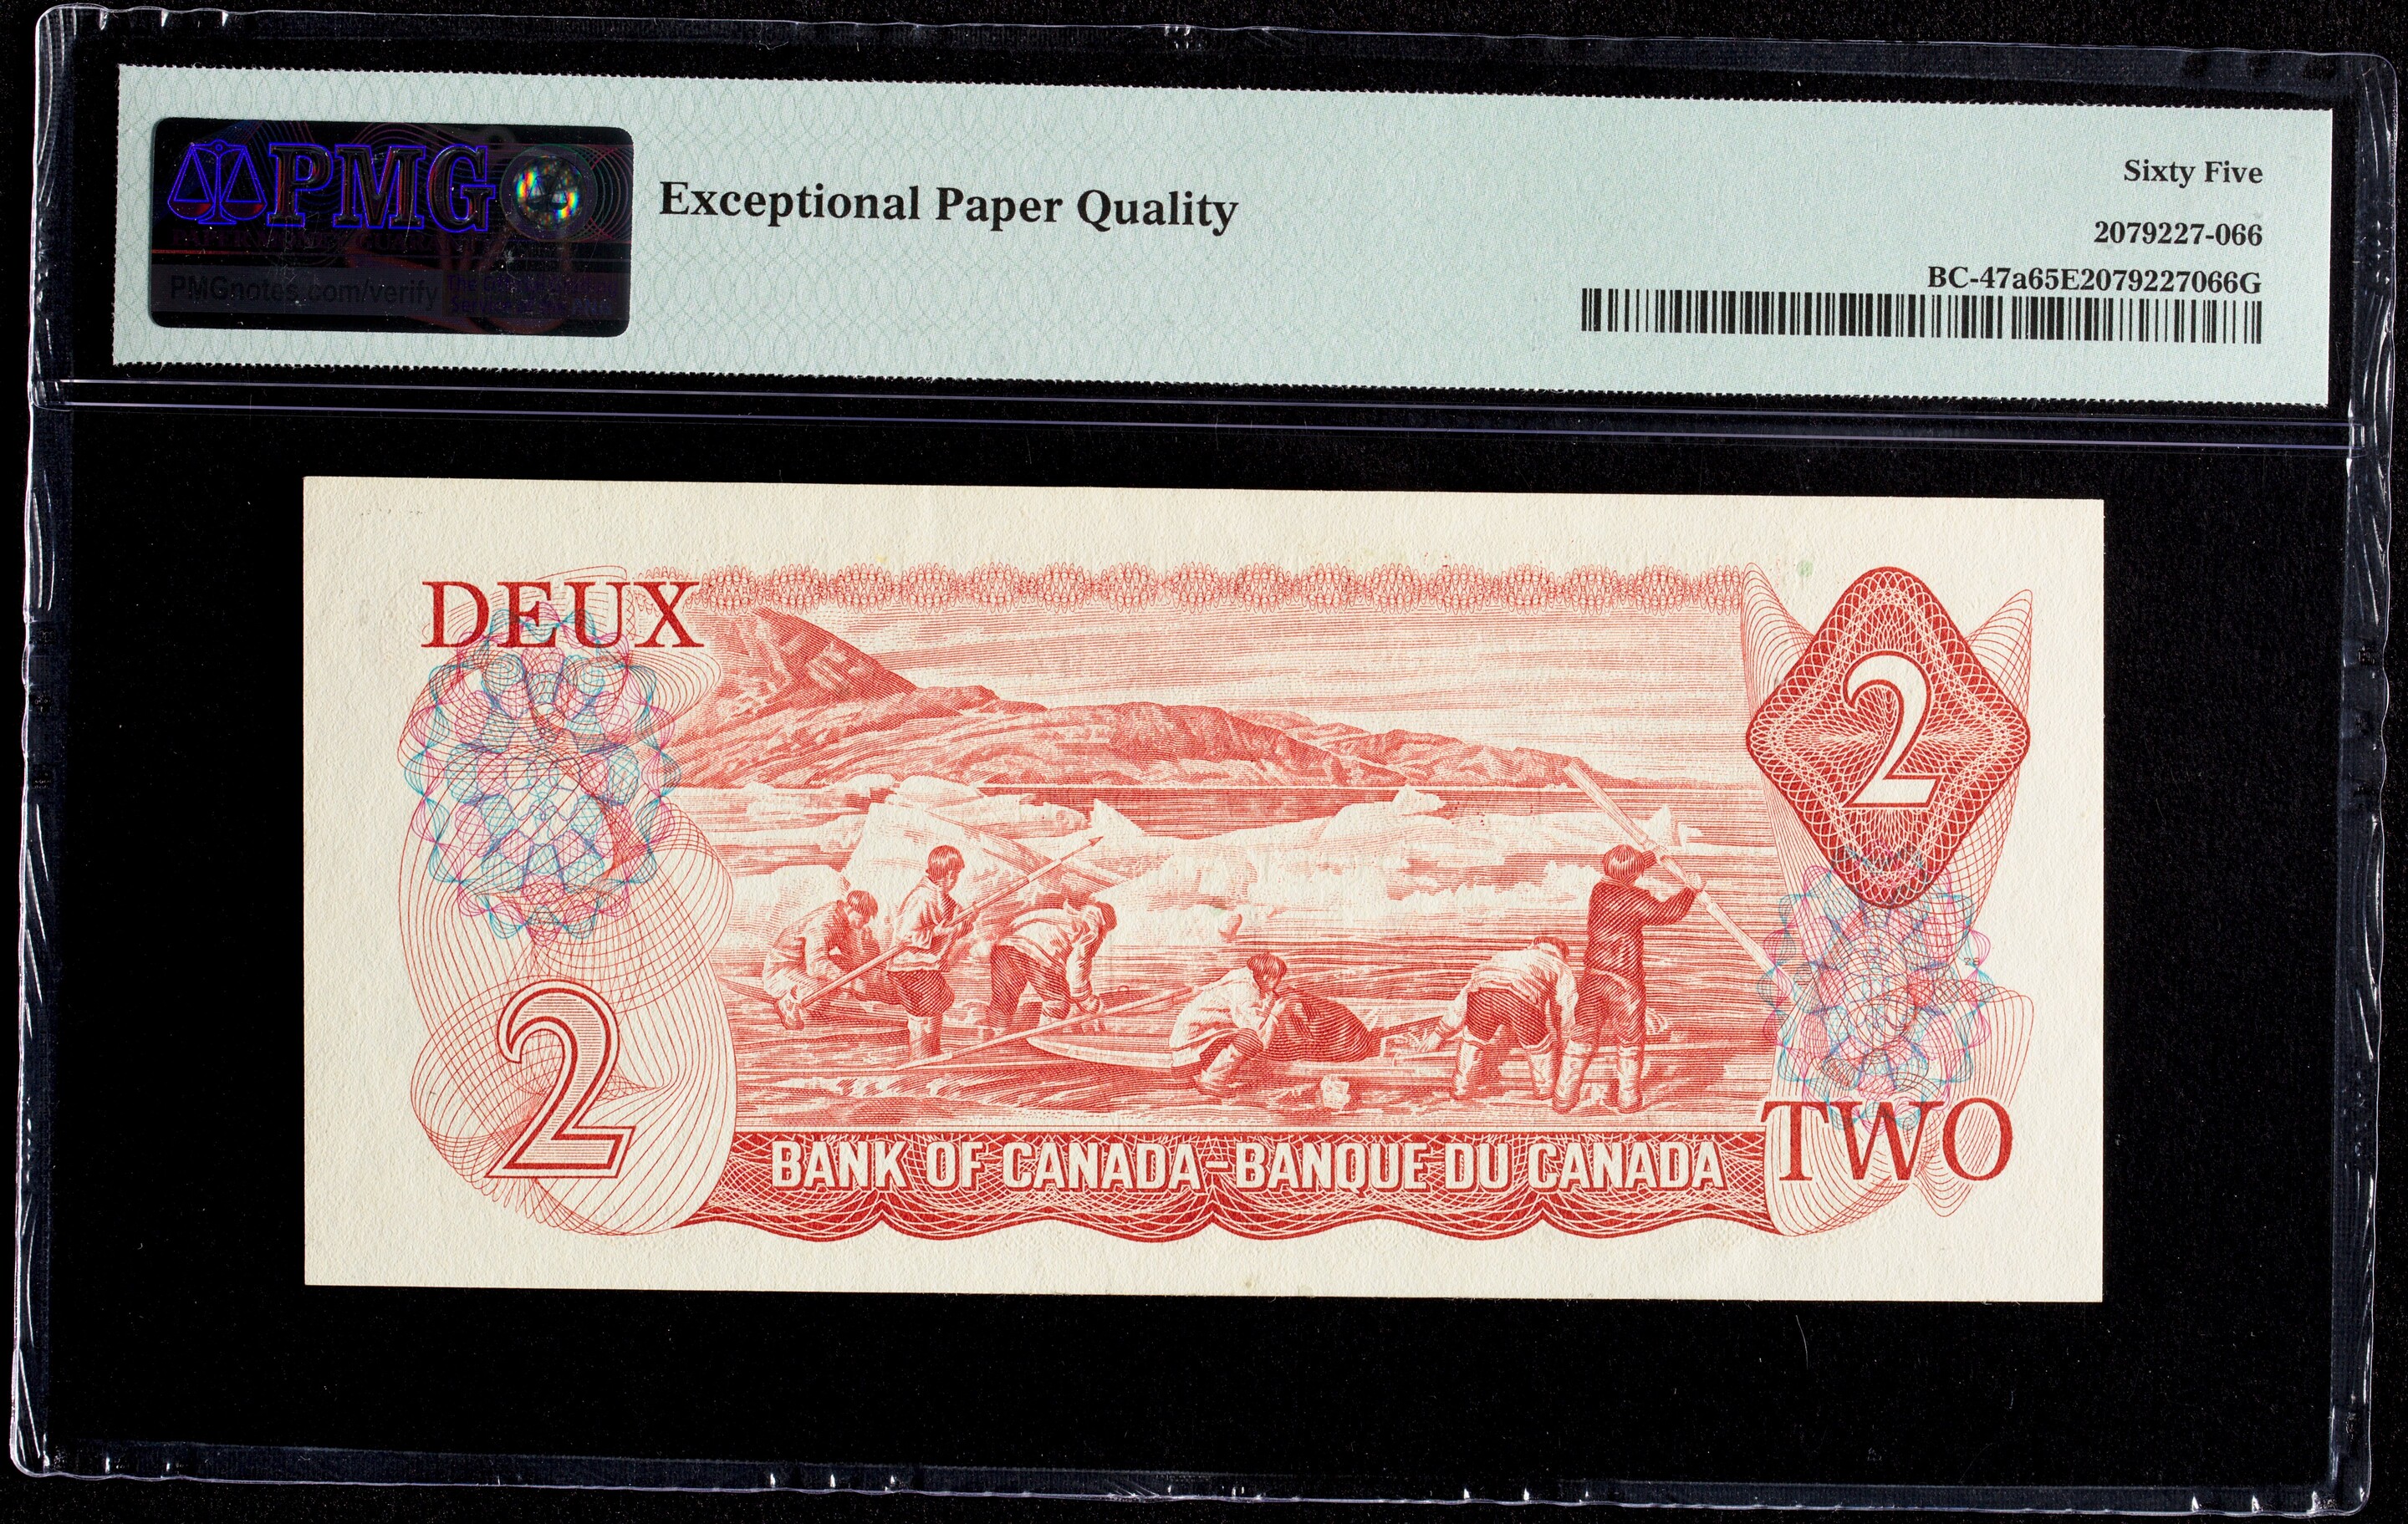 PMG
PMGnotes.com/verify
Exceptional Paper Quality
Sixty Five
2079227-066
BC-47a65E2079227066G
DEUX
2
2
TWO
BANK OF CANADA-BANQUE DU CANADA